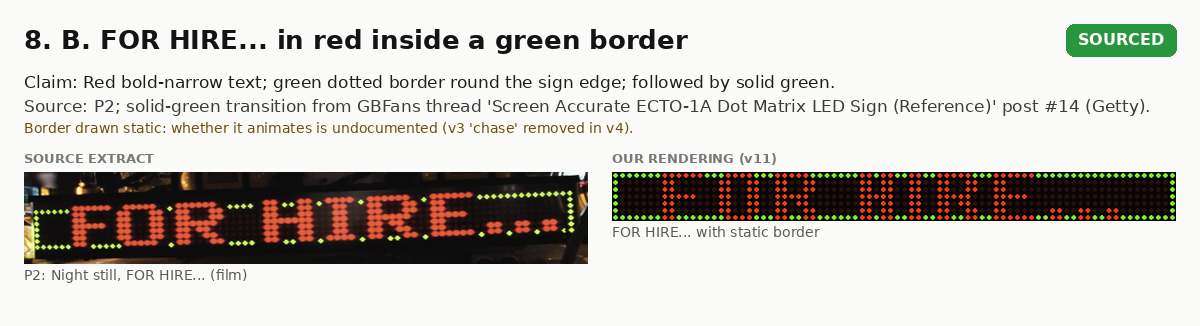 8. B. FOR HIRE... in red inside a green border
SOURCED
Claim: Red bold-narrow text; green dotted border round the sign edge; followed by solid green.
Source: P2; solid-green transition from GBFans thread 'Screen Accurate ECTO-1A Dot Matrix LED Sign (Reference)' post #14 (Getty).
Border drawn static: whether it animates is undocumented (v3 'chase' removed in v4).
SOURCE EXTRACT
OUR RENDERING (v11)
FOR HIRE...
FOR HIRE...
P2: Night still, FOR HIRE... (film)
FOR HIRE... with static border